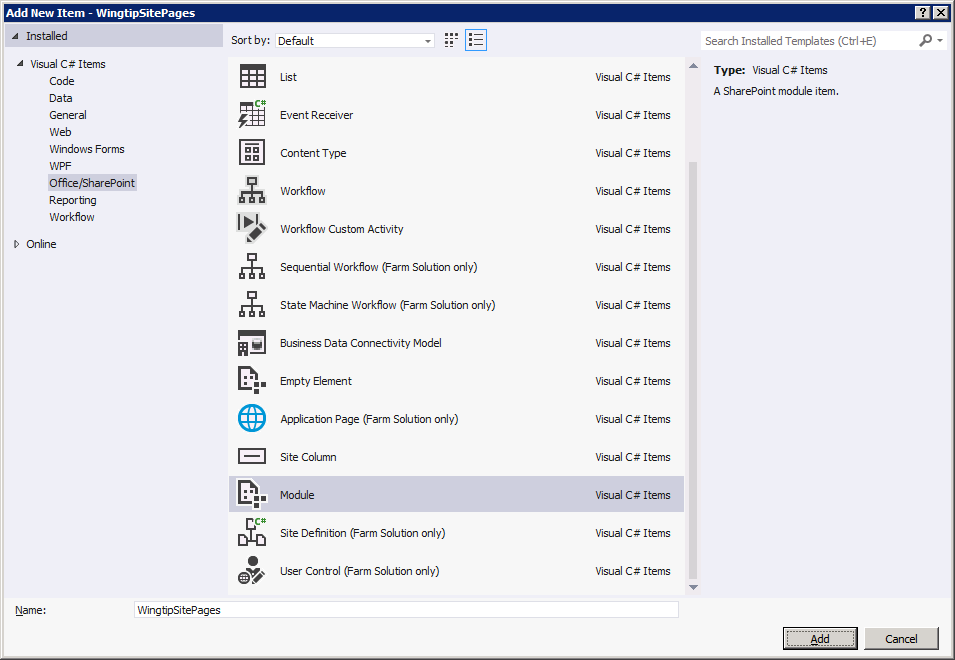 Add New Item - WingtipSitePages
Installed
Sort by: Default
Search Installed Templates (Ctrl+E)
Visual C# Items
Code
Data
General
Web
Windows Forms
WPF
Office/SharePoint
Reporting
Workflow
Online
List Visual C# Items
C# Event Receiver Visual C# Items
Content Type Visual C# Items
Workflow Visual C# Items
Workflow Custom Activity Visual C# Items
Sequential Workflow (Farm Solution only) Visual C# Items
State Machine Workflow (Farm Solution only) Visual C# Items
Business Data Connectivity Model Visual C# Items
Empty Element Visual C# Items
Application Page (Farm Solution only) Visual C# Items
Site Column Visual C# Items
Module Visual C# Items
C# Site Definition (Farm Solution only) Visual C# Items
User Control (Farm Solution only) Visual C# Items
Type: Visual C# Items
A SharePoint module item.
Name: WingtipSitePages
Add Cancel